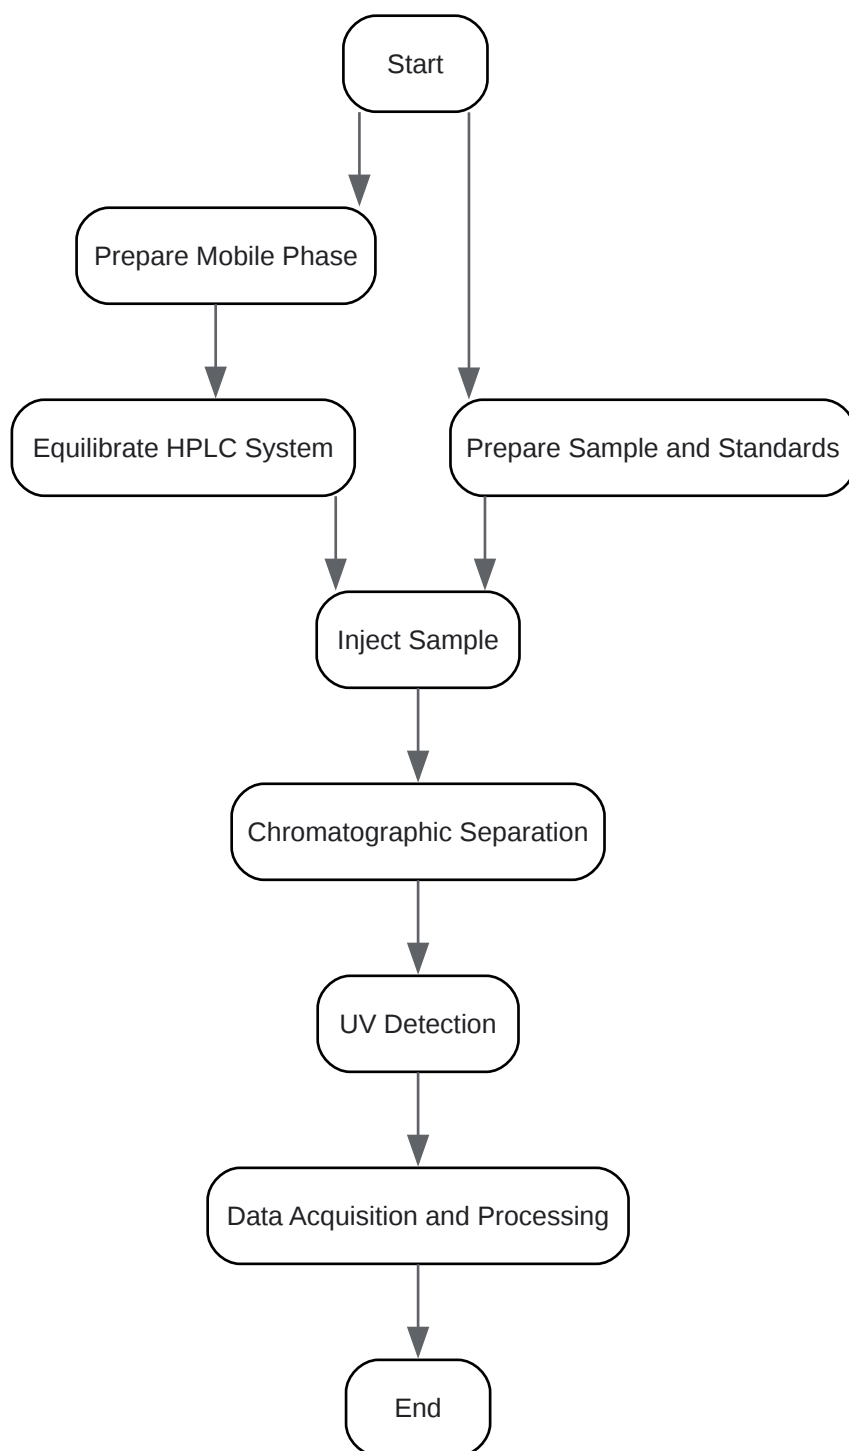 Start
Prepare Mobile Phase
Equilibrate HPLC System
Prepare Sample and Standards
Inject Sample
Chromatographic Separation
UV Detection
Data Acquisition and Processing
End